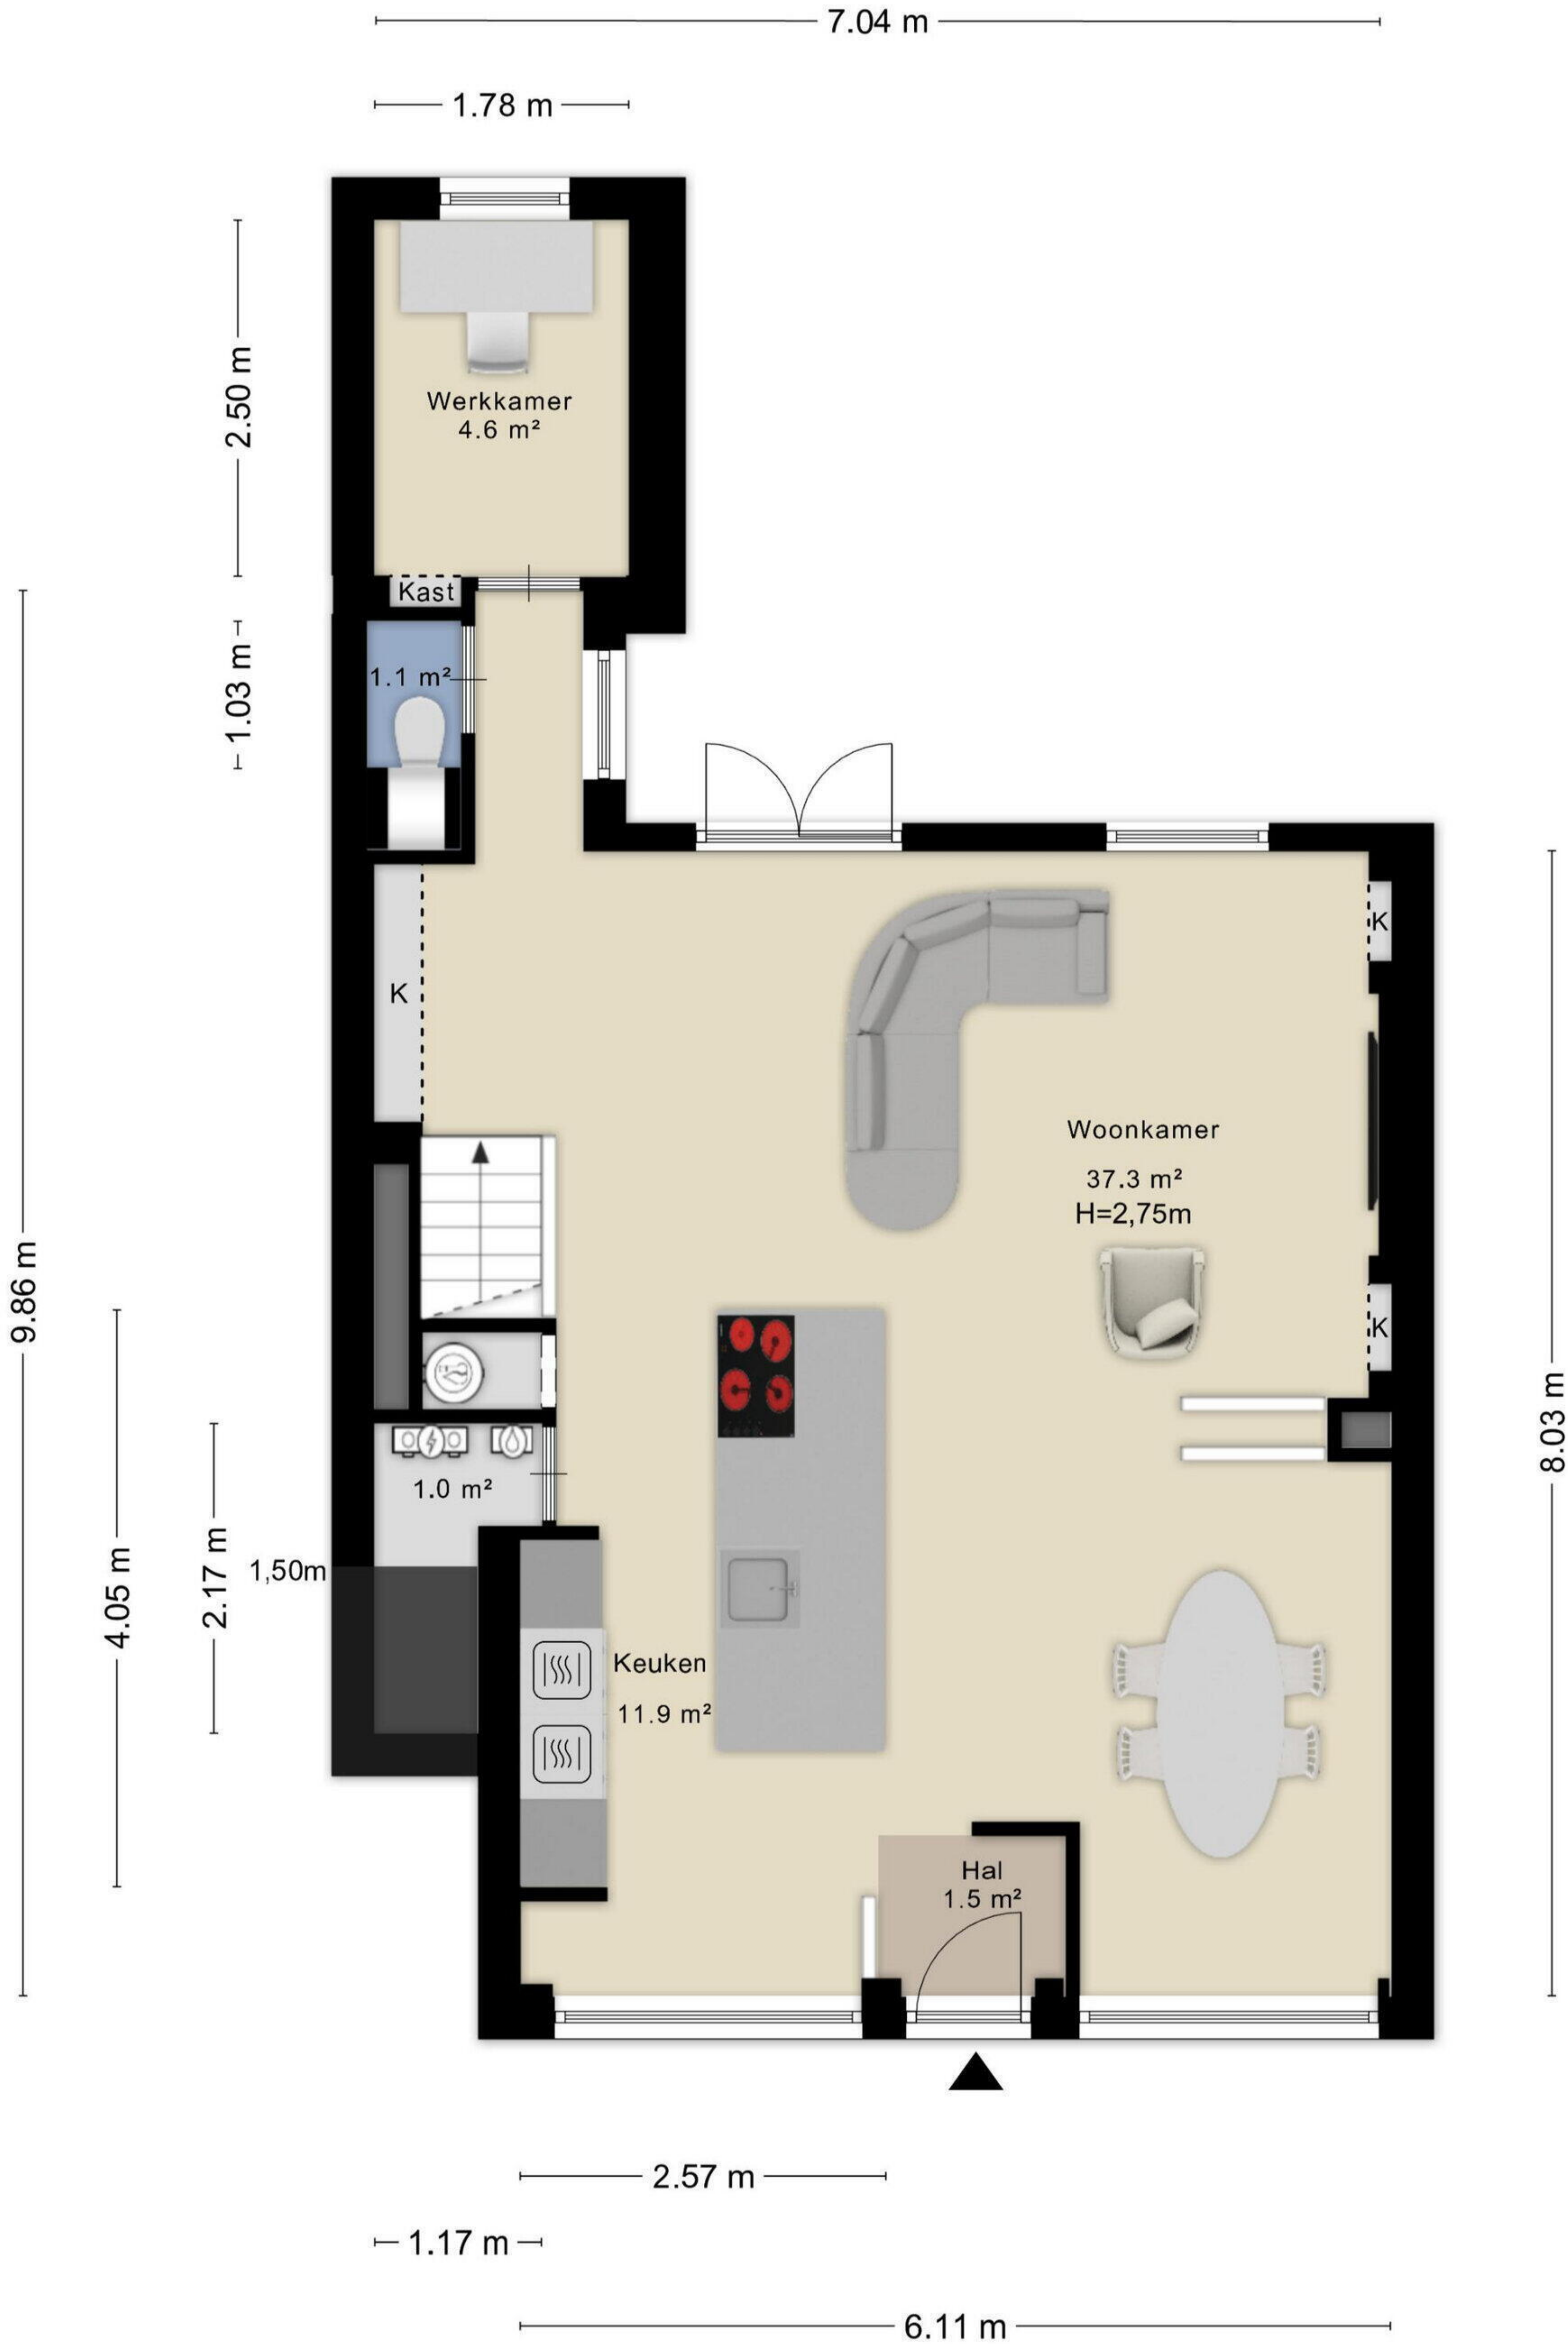 7.04 m
1.78 m
2.50 m
Werkkamer
4.6 m²
Kast
1.03 m
1.1 m²
K
K
Woonkamer
37.3 m²
H=2,75m
9.86 m
K
8.03 m
1.0 m²
4.05 m
2.17 m
1,50m
Keuken
11.9 m²
Hal
1.5 m²
2.57 m
1.17 m
6.11 m